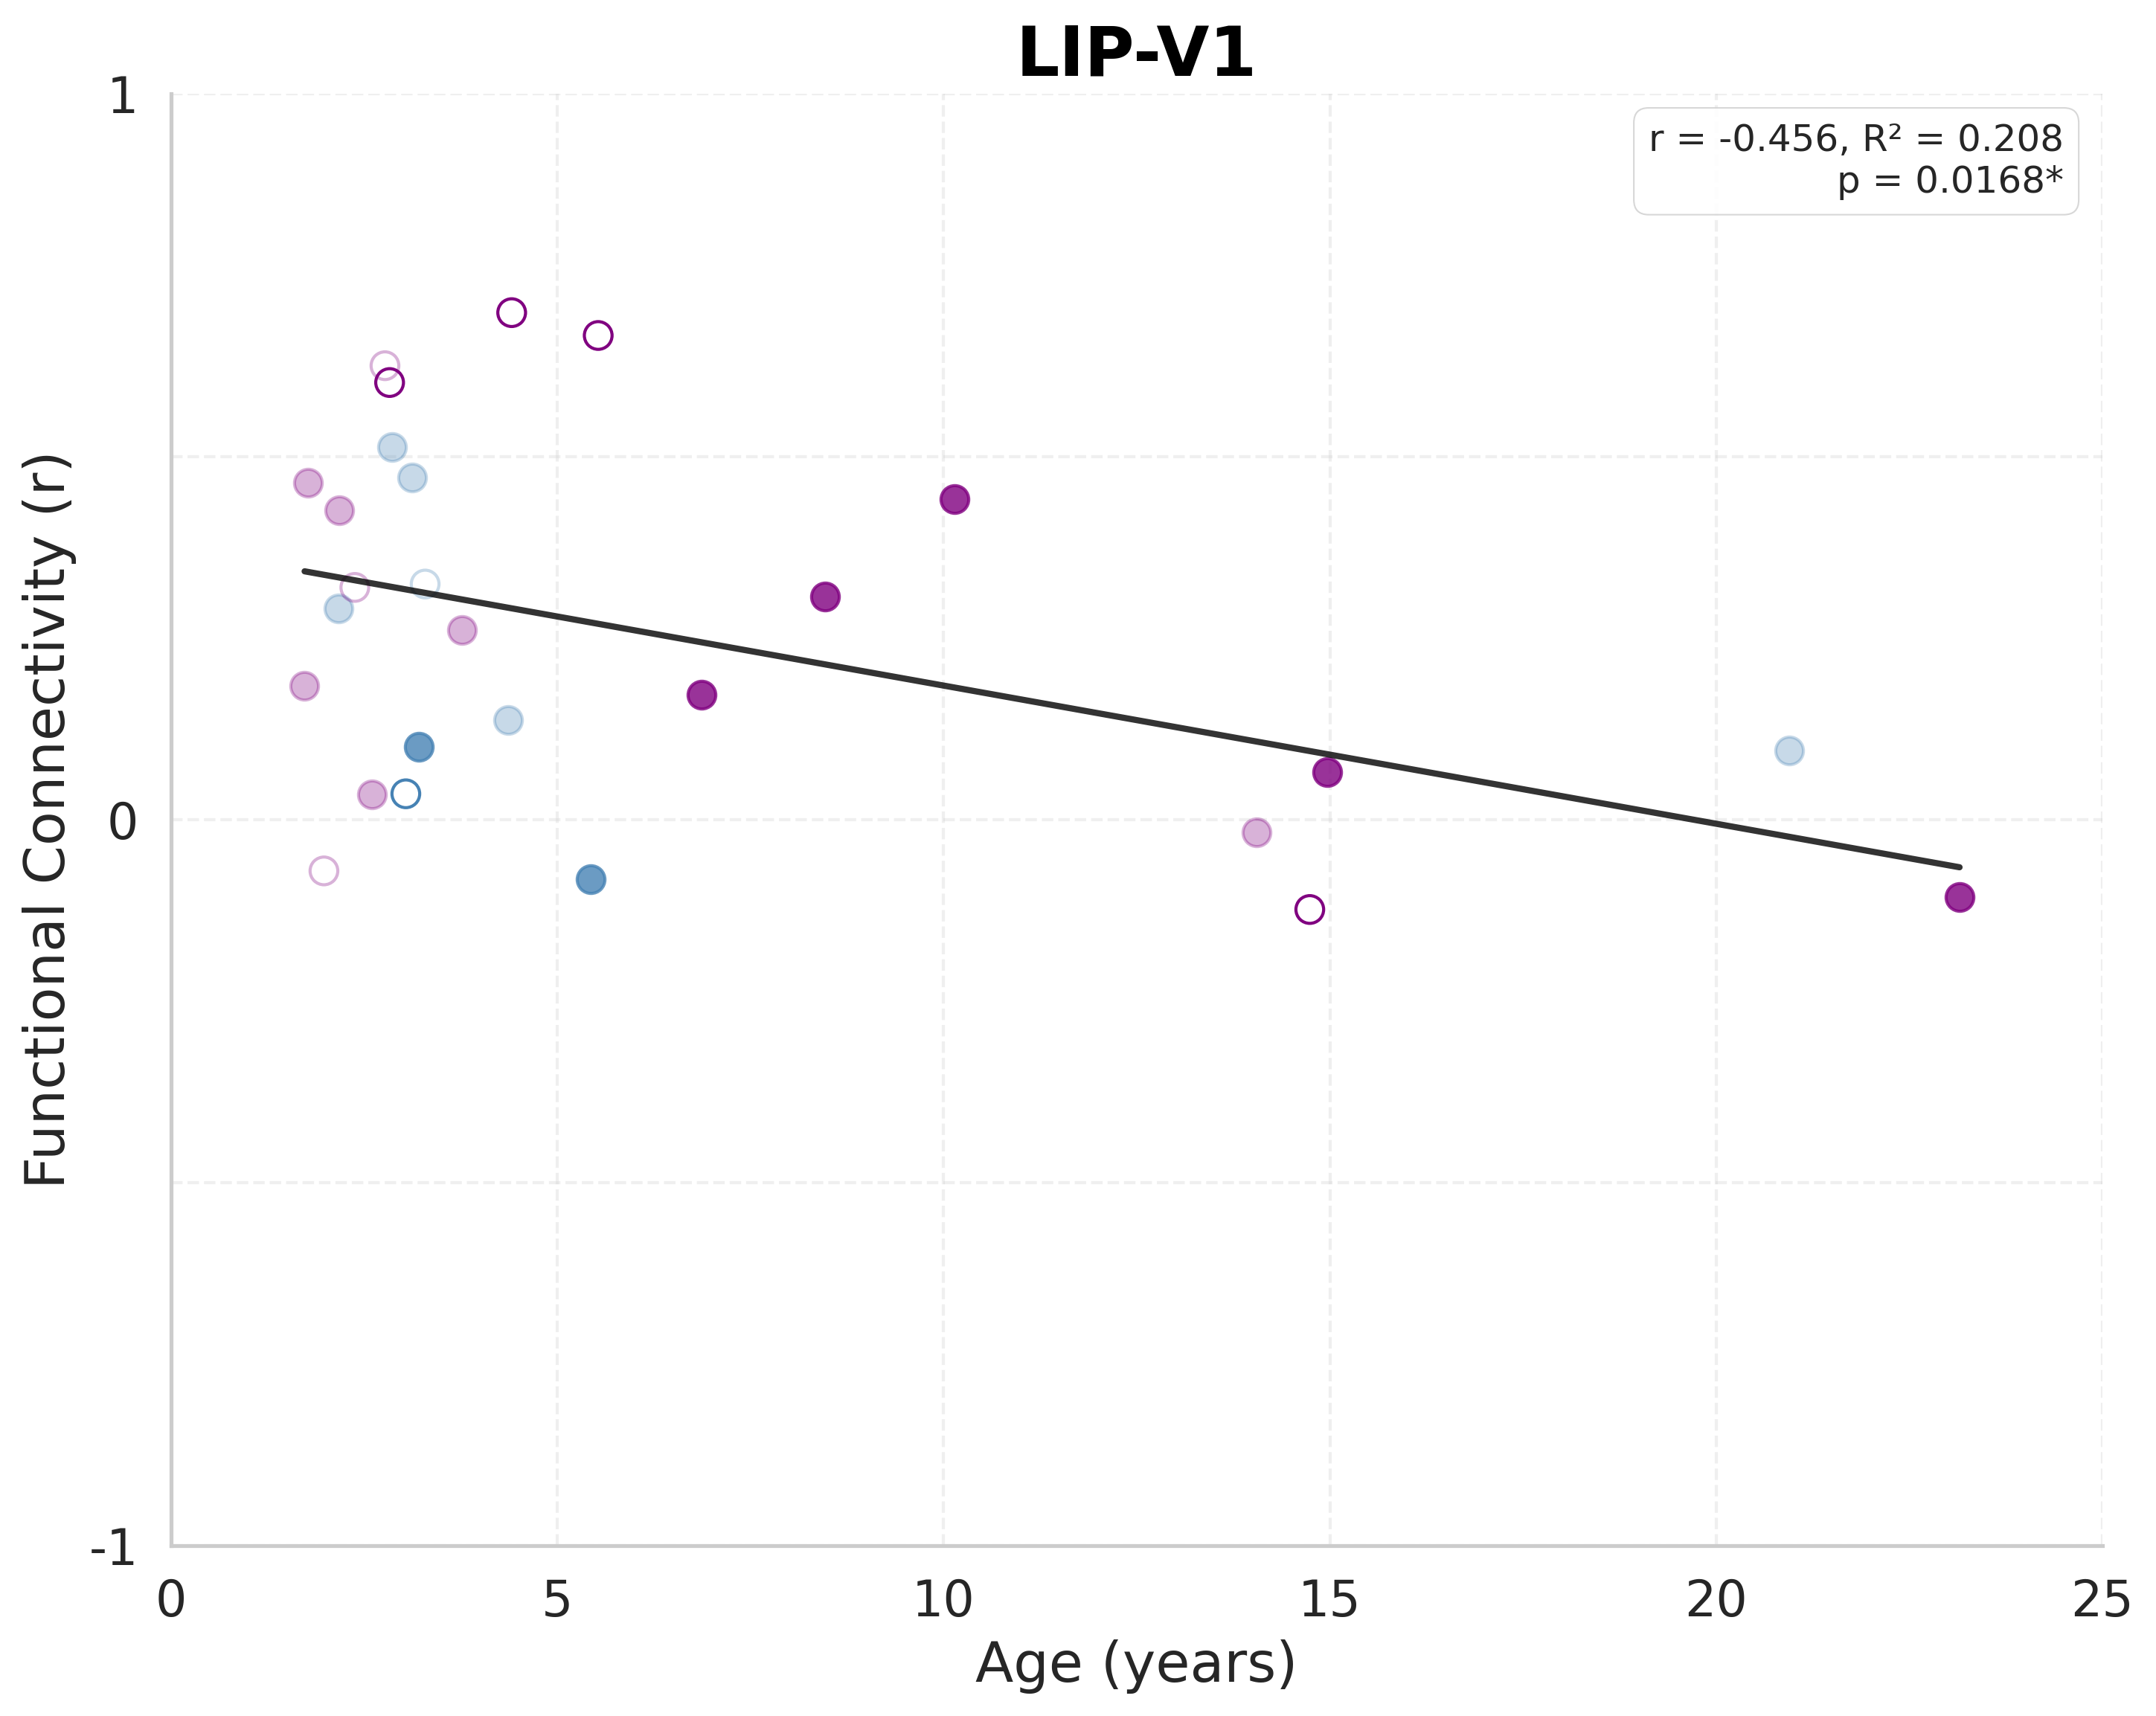 LIP-V1
r = -0.456, R² = 0.208
p = 0.0168*
Functional Connectivity (r)
1
0
-1
0 5 10 15 20 25
Age (years)